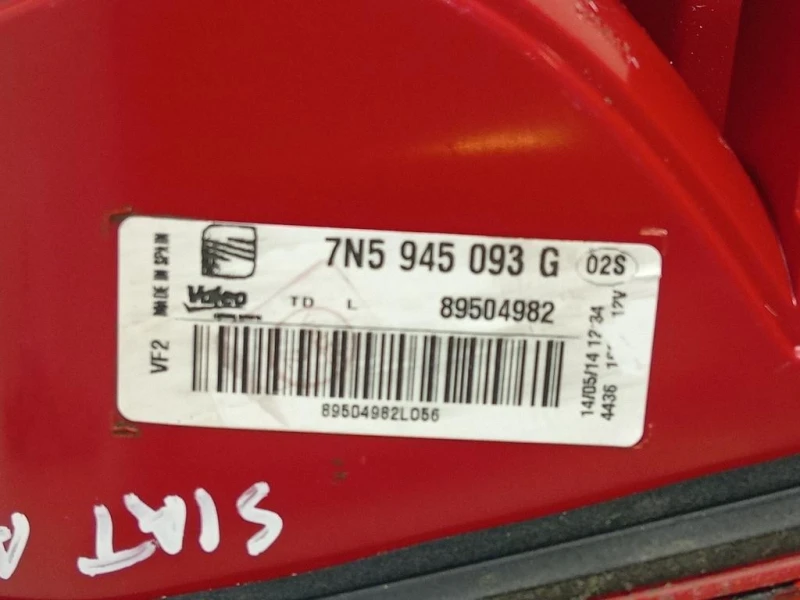 MADE IN SPAIN
7N5 945 093 G
02S
Valeo
TD L
89504982
VF2
89504982L056
14/05/14 12:34
4436
12V
SIAT